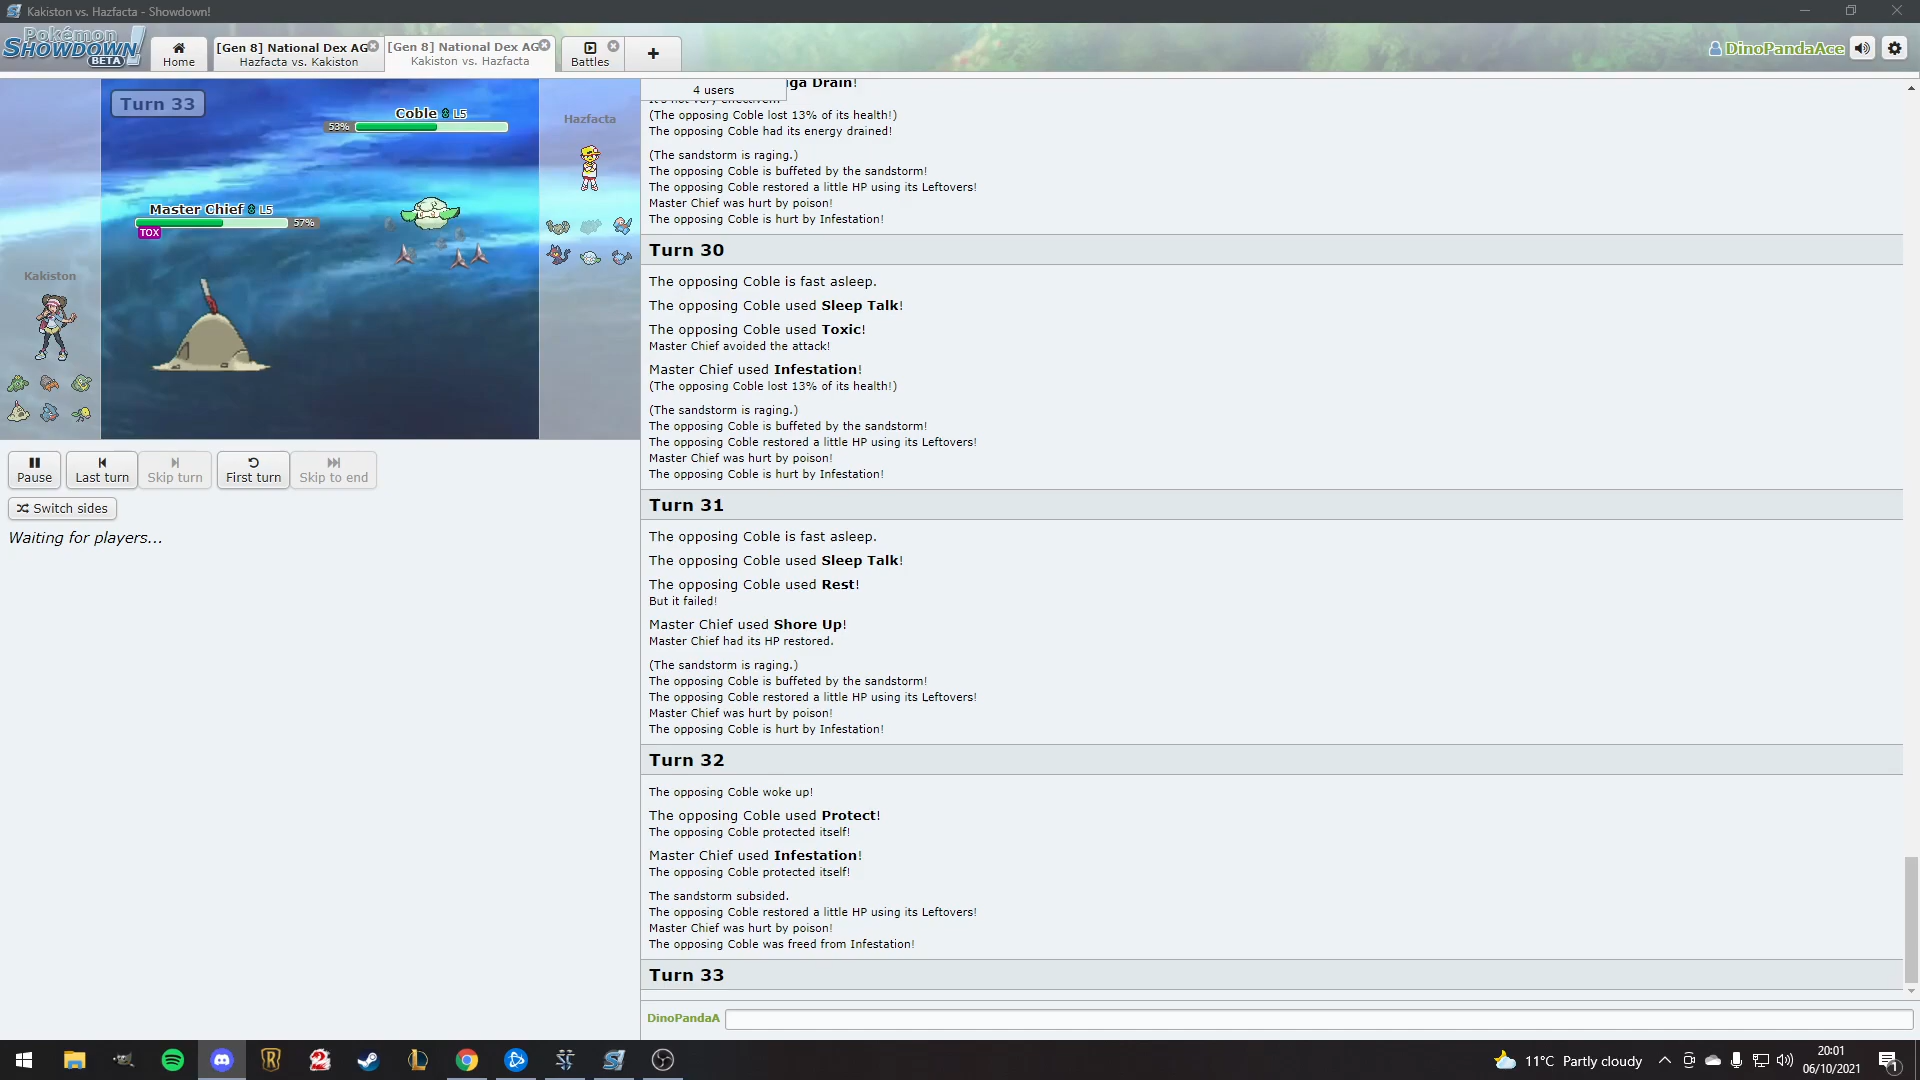 Kakiston vs. Hazfacta - Showdown!
Pokémon
SHOWDOWN!
BETA
Home
[Gen 8] National Dex AG
Hazfacta vs. Kakiston
[Gen 8] National Dex AG
Kakiston vs. Hazfacta
Battles
+
DinoPandaAce
Turn 33
Coble L5
53%
Hazfacta
Master Chief L5
57%
TOX
Kakiston
Pause
Last turn
Skip turn
First turn
Skip to end
Switch sides
Waiting for players...
4 users
ga Drain!
(The opposing Coble lost 13% of its health!)
The opposing Coble had its energy drained!
(The sandstorm is raging.)
The opposing Coble is buffeted by the sandstorm!
The opposing Coble restored a little HP using its Leftovers!
Master Chief was hurt by poison!
The opposing Coble is hurt by Infestation!
Turn 30
The opposing Coble is fast asleep.
The opposing Coble used Sleep Talk!
The opposing Coble used Toxic!
Master Chief avoided the attack!
Master Chief used Infestation!
(The opposing Coble lost 13% of its health!)
(The sandstorm is raging.)
The opposing Coble is buffeted by the sandstorm!
The opposing Coble restored a little HP using its Leftovers!
Master Chief was hurt by poison!
The opposing Coble is hurt by Infestation!
Turn 31
The opposing Coble is fast asleep.
The opposing Coble used Sleep Talk!
The opposing Coble used Rest!
But it failed!
Master Chief used Shore Up!
Master Chief had its HP restored.
(The sandstorm is raging.)
The opposing Coble is buffeted by the sandstorm!
The opposing Coble restored a little HP using its Leftovers!
Master Chief was hurt by poison!
The opposing Coble is hurt by Infestation!
Turn 32
The opposing Coble woke up!
The opposing Coble used Protect!
The opposing Coble protected itself!
Master Chief used Infestation!
The opposing Coble protected itself!
The sandstorm subsided.
The opposing Coble restored a little HP using its Leftovers!
Master Chief was hurt by poison!
The opposing Coble was freed from Infestation!
Turn 33
DinoPandaA
11°C Partly cloudy
20:01
06/10/2021
1